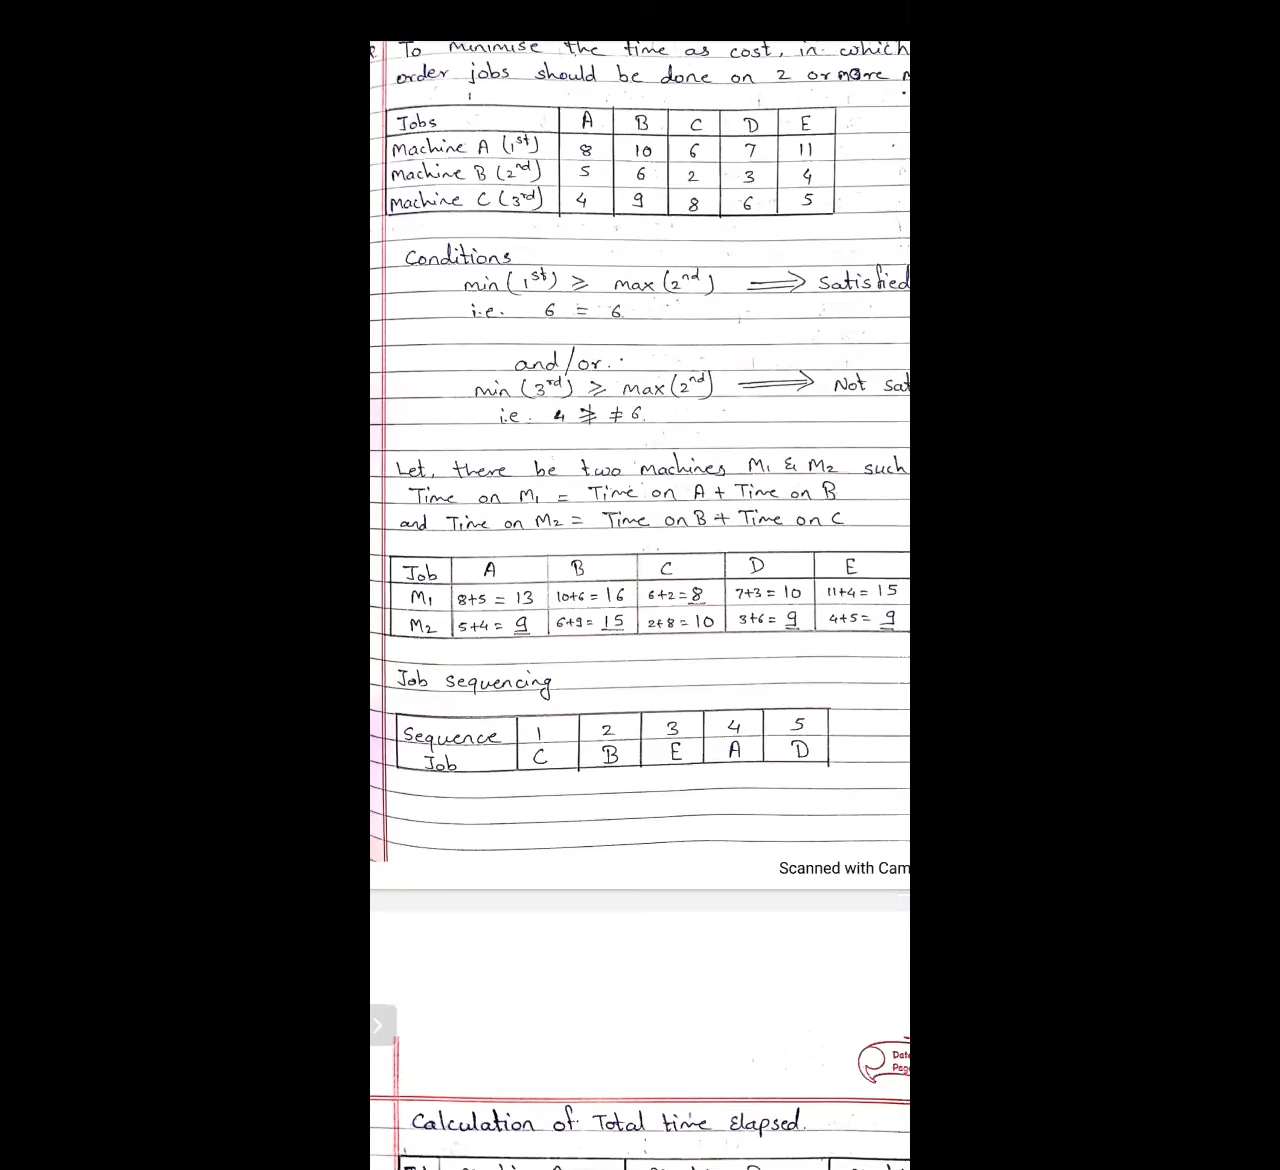 To minimise the time as cost, in which
order jobs should be done on 2 or more
Jobs A B C D E
Machine A (1st) 8 10 6 7 11
Machine B (2nd) 5 6 2 3 4
Machine C (3rd) 4 9 8 6 5
Conditions
min (1st) ≥ max (2nd) ⟹ Satisfied
i.e. 6 = 6
and/or.
min (3rd) ≥ max (2nd) ⟹ Not sat
i.e. 4 ≱ ≠ 6.
Let, there be two machines M1 & M2 such
Time on M1 = Time on A + Time on B
and Time on M2 = Time on B + Time on C
Job A B C D E
M1 8+5 = 13 10+6 = 16 6+2 = 8 7+3 = 10 11+4 = 15
M2 5+4 = 9 6+9 = 15 2+8 = 10 3+6 = 9 4+5 = 9
Job sequencing
Sequence 1 2 3 4 5
Job C B E A D
Scanned with Cam
Date
Pag
Calculation of Total time Elapsed.